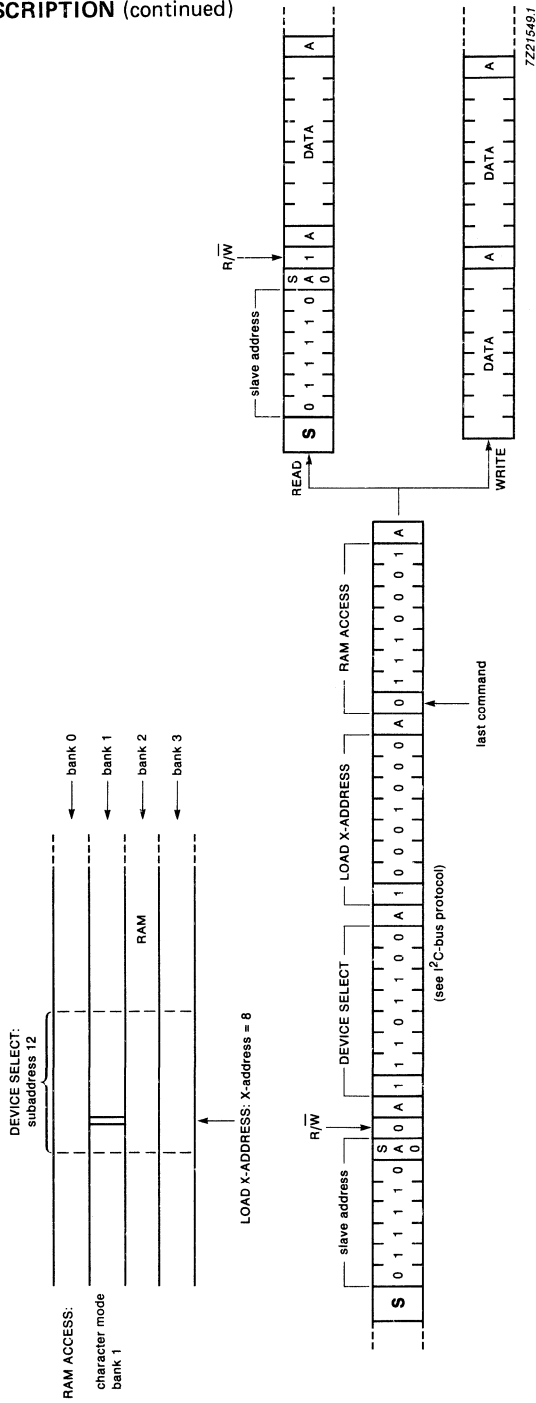 SCRIPTION (continued)
DEVICE SELECT:
subaddress 12
RAM ACCESS:
character mode
bank 1
bank 0
bank 1
bank 2
bank 3
RAM
LOAD X-ADDRESS: X-address = 8
R/W
slave address
DEVICE SELECT
LOAD X-ADDRESS
RAM ACCESS
S 0 1 1 1 1 0 S A 0 0 A 1 1 1 0 1 1 0 0 A 1 0 0 0 1 0 0 0 A 0 1 1 1 0 0 0 1 A
last command
(see I²C-bus protocol)
R/W
slave address
READ
S 0 1 1 1 1 0 S A 0 1 A DATA A
WRITE
DATA A DATA A
7Z21549.1